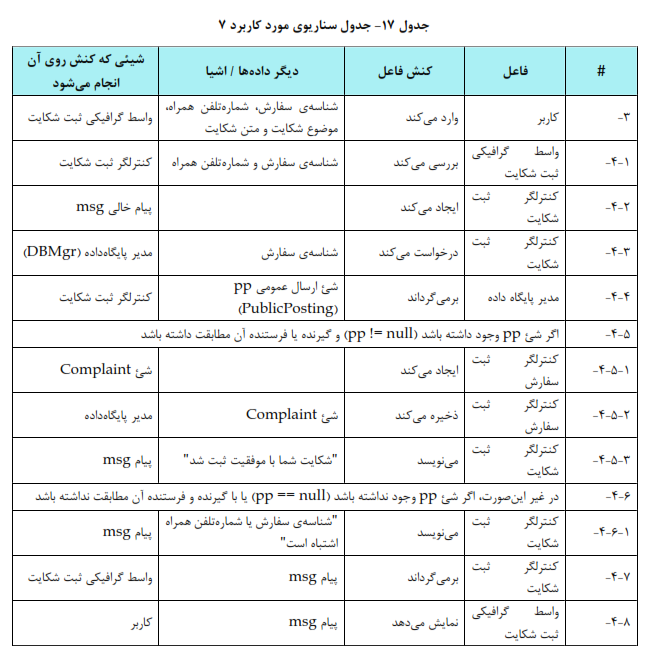 جدول ۱۷- جدول سناریوی مورد کاربرد ۷
# فاعل کنش فاعل دیگر داده‌ها / اشیا شیئی که کنش روی آن
انجام می‌شود
۳- کاربر وارد می‌کند شناسه‌ی سفارش، شماره‌تلفن همراه، واسط گرافیکی ثبت شکایت
موضوع شکایت و متن شکایت
۴-۱- واسط گرافیکی بررسی می‌کند شناسه‌ی سفارش و شماره‌تلفن همراه کنترلگر ثبت شکایت
ثبت شکایت
۴-۲- کنترلگر ثبت ایجاد می‌کند پیام خالی msg
شکایت
۴-۳- کنترلگر ثبت درخواست می‌کند شناسه‌ی سفارش مدیر پایگاه‌داده (DBMgr)
شکایت
۴-۴- مدیر پایگاه داده برمی‌گرداند شئ ارسال عمومی pp کنترلگر ثبت شکایت
(PublicPosting)
۴-۵- اگر شئ pp وجود داشته باشد (pp != null) و گیرنده یا فرستنده آن مطابقت داشته باشد
۴-۵-۱- کنترلگر ثبت ایجاد می‌کند شئ Complaint
سفارش
۴-۵-۲- کنترلگر ثبت ذخیره می‌کند شئ Complaint مدیر پایگاه‌داده
سفارش
۴-۵-۳- کنترلگر ثبت می‌نویسد "شکایت شما با موفقیت ثبت شد" پیام msg
شکایت
۴-۶- در غیر این‌صورت، اگر شئ pp وجود نداشته باشد (pp == null) یا با گیرنده و فرستنده آن مطابقت نداشته باشد
۴-۶-۱- کنترلگر ثبت می‌نویسد "شناسه‌ی سفارش یا شماره‌تلفن همراه پیام msg
شکایت اشتباه است"
۴-۷- کنترلگر ثبت برمی‌گرداند پیام msg واسط گرافیکی ثبت شکایت
شکایت
۴-۸- واسط گرافیکی نمایش می‌دهد پیام msg کاربر
ثبت شکایت